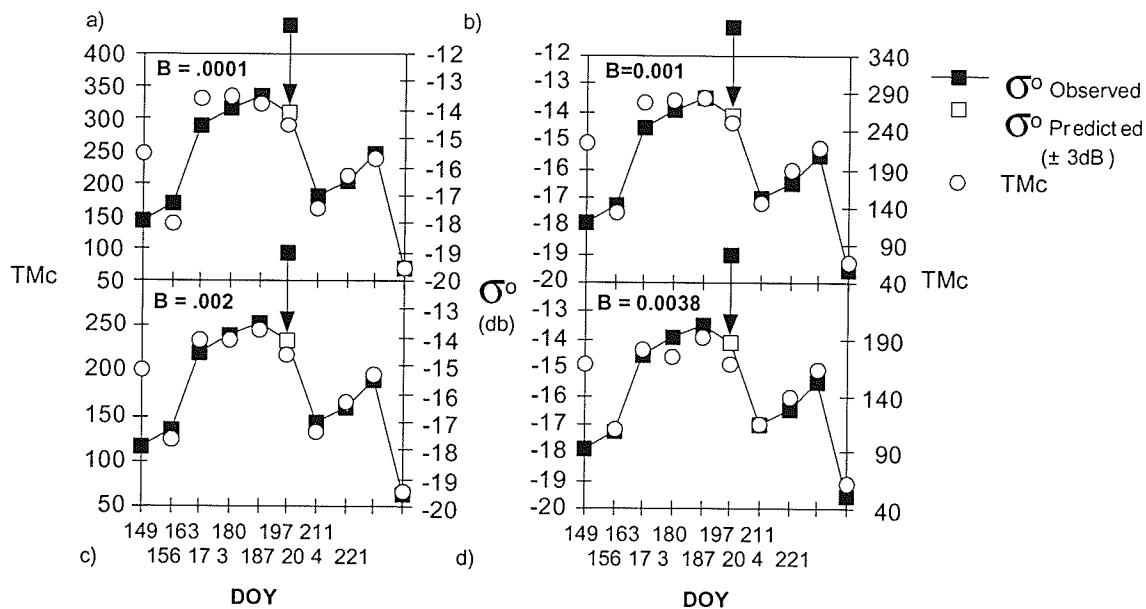 a)
b)
400
350
300
250
200
150
100
50
B = .0001
-12
-13
-14
-15
-16
-17
-18
-19
-20
-12
-13
-14
-15
-16
-17
-18
-19
-20
B=0.001
340
290
240
190
140
90
40
σo Observed
σo Predicted
(± 3dB)
TMc
TMc
250
200
150
100
50
B = .002
-13
-14
-15
-16
-17
-18
-19
-20
σo
(db)
-13
-14
-15
-16
-17
-18
-19
-20
B=0.0038
190
140
90
40
TMc
149 163 180 197 211
156 17 3 187 20 4 221
149 163 180 197 211
156 17 3 187 20 4 221
c)
d)
DOY
DOY